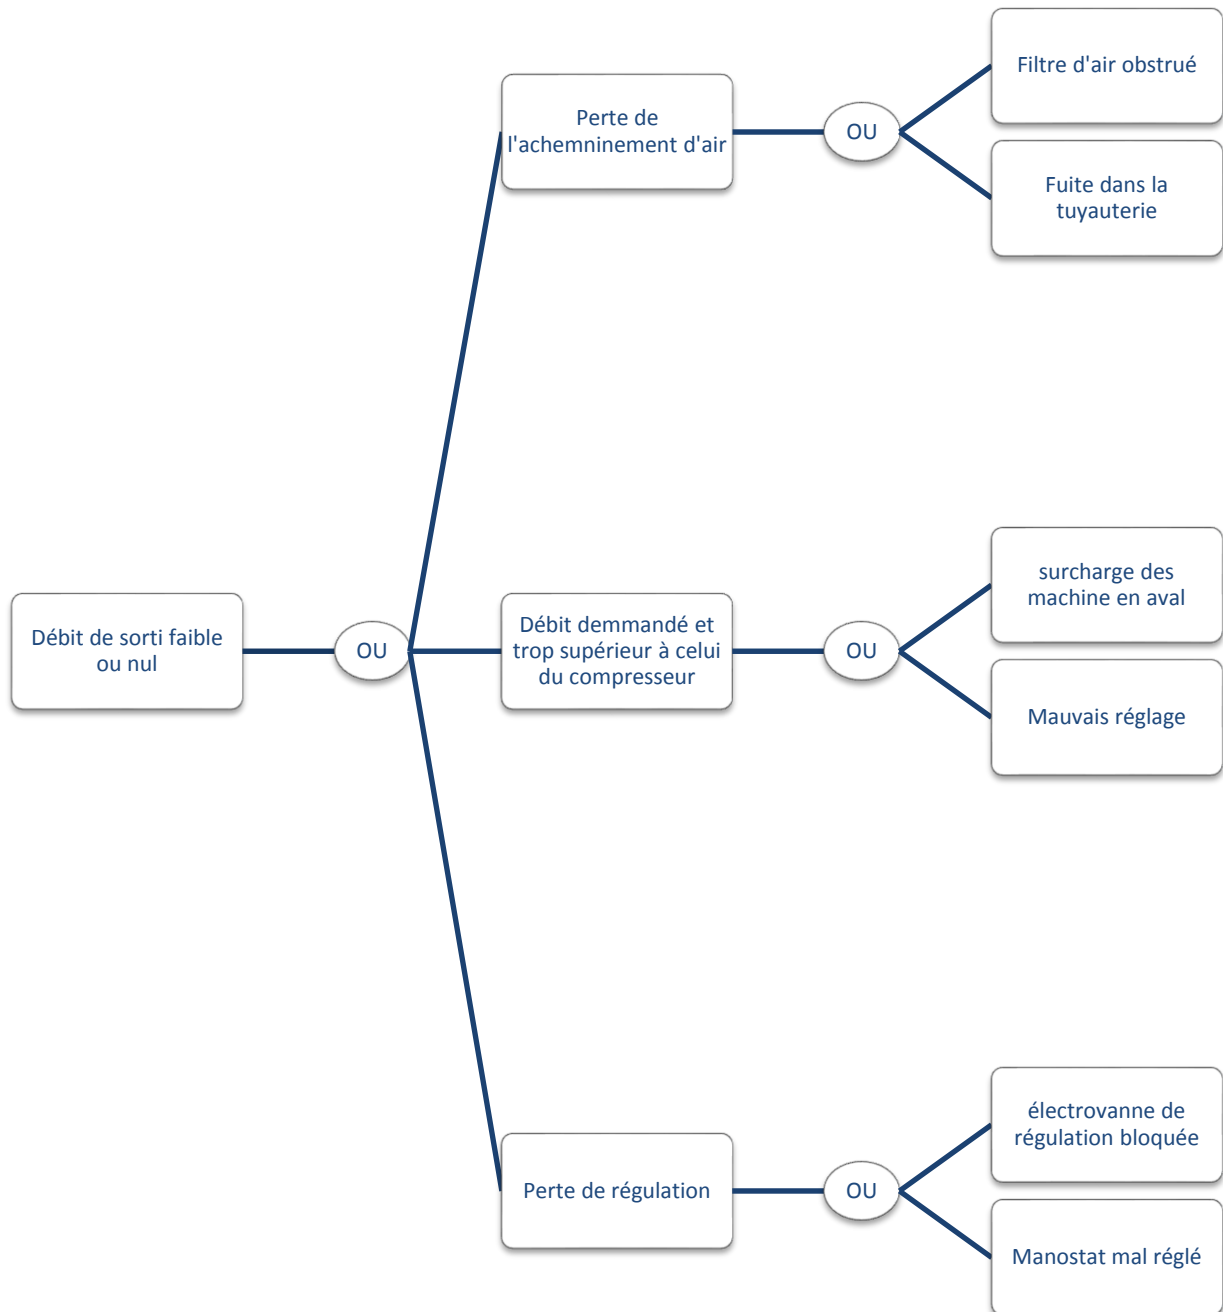 Filtre d'air obstrué
Perte de
l'achemninement d'air
OU
Fuite dans la
tuyauterie
surcharge des
machine en aval
Débit de sorti faible
ou nul
OU
Débit demmandé et
trop supérieur à celui
du compresseur
OU
Mauvais réglage
électrovanne de
régulation bloquée
Perte de régulation
OU
Manostat mal réglé